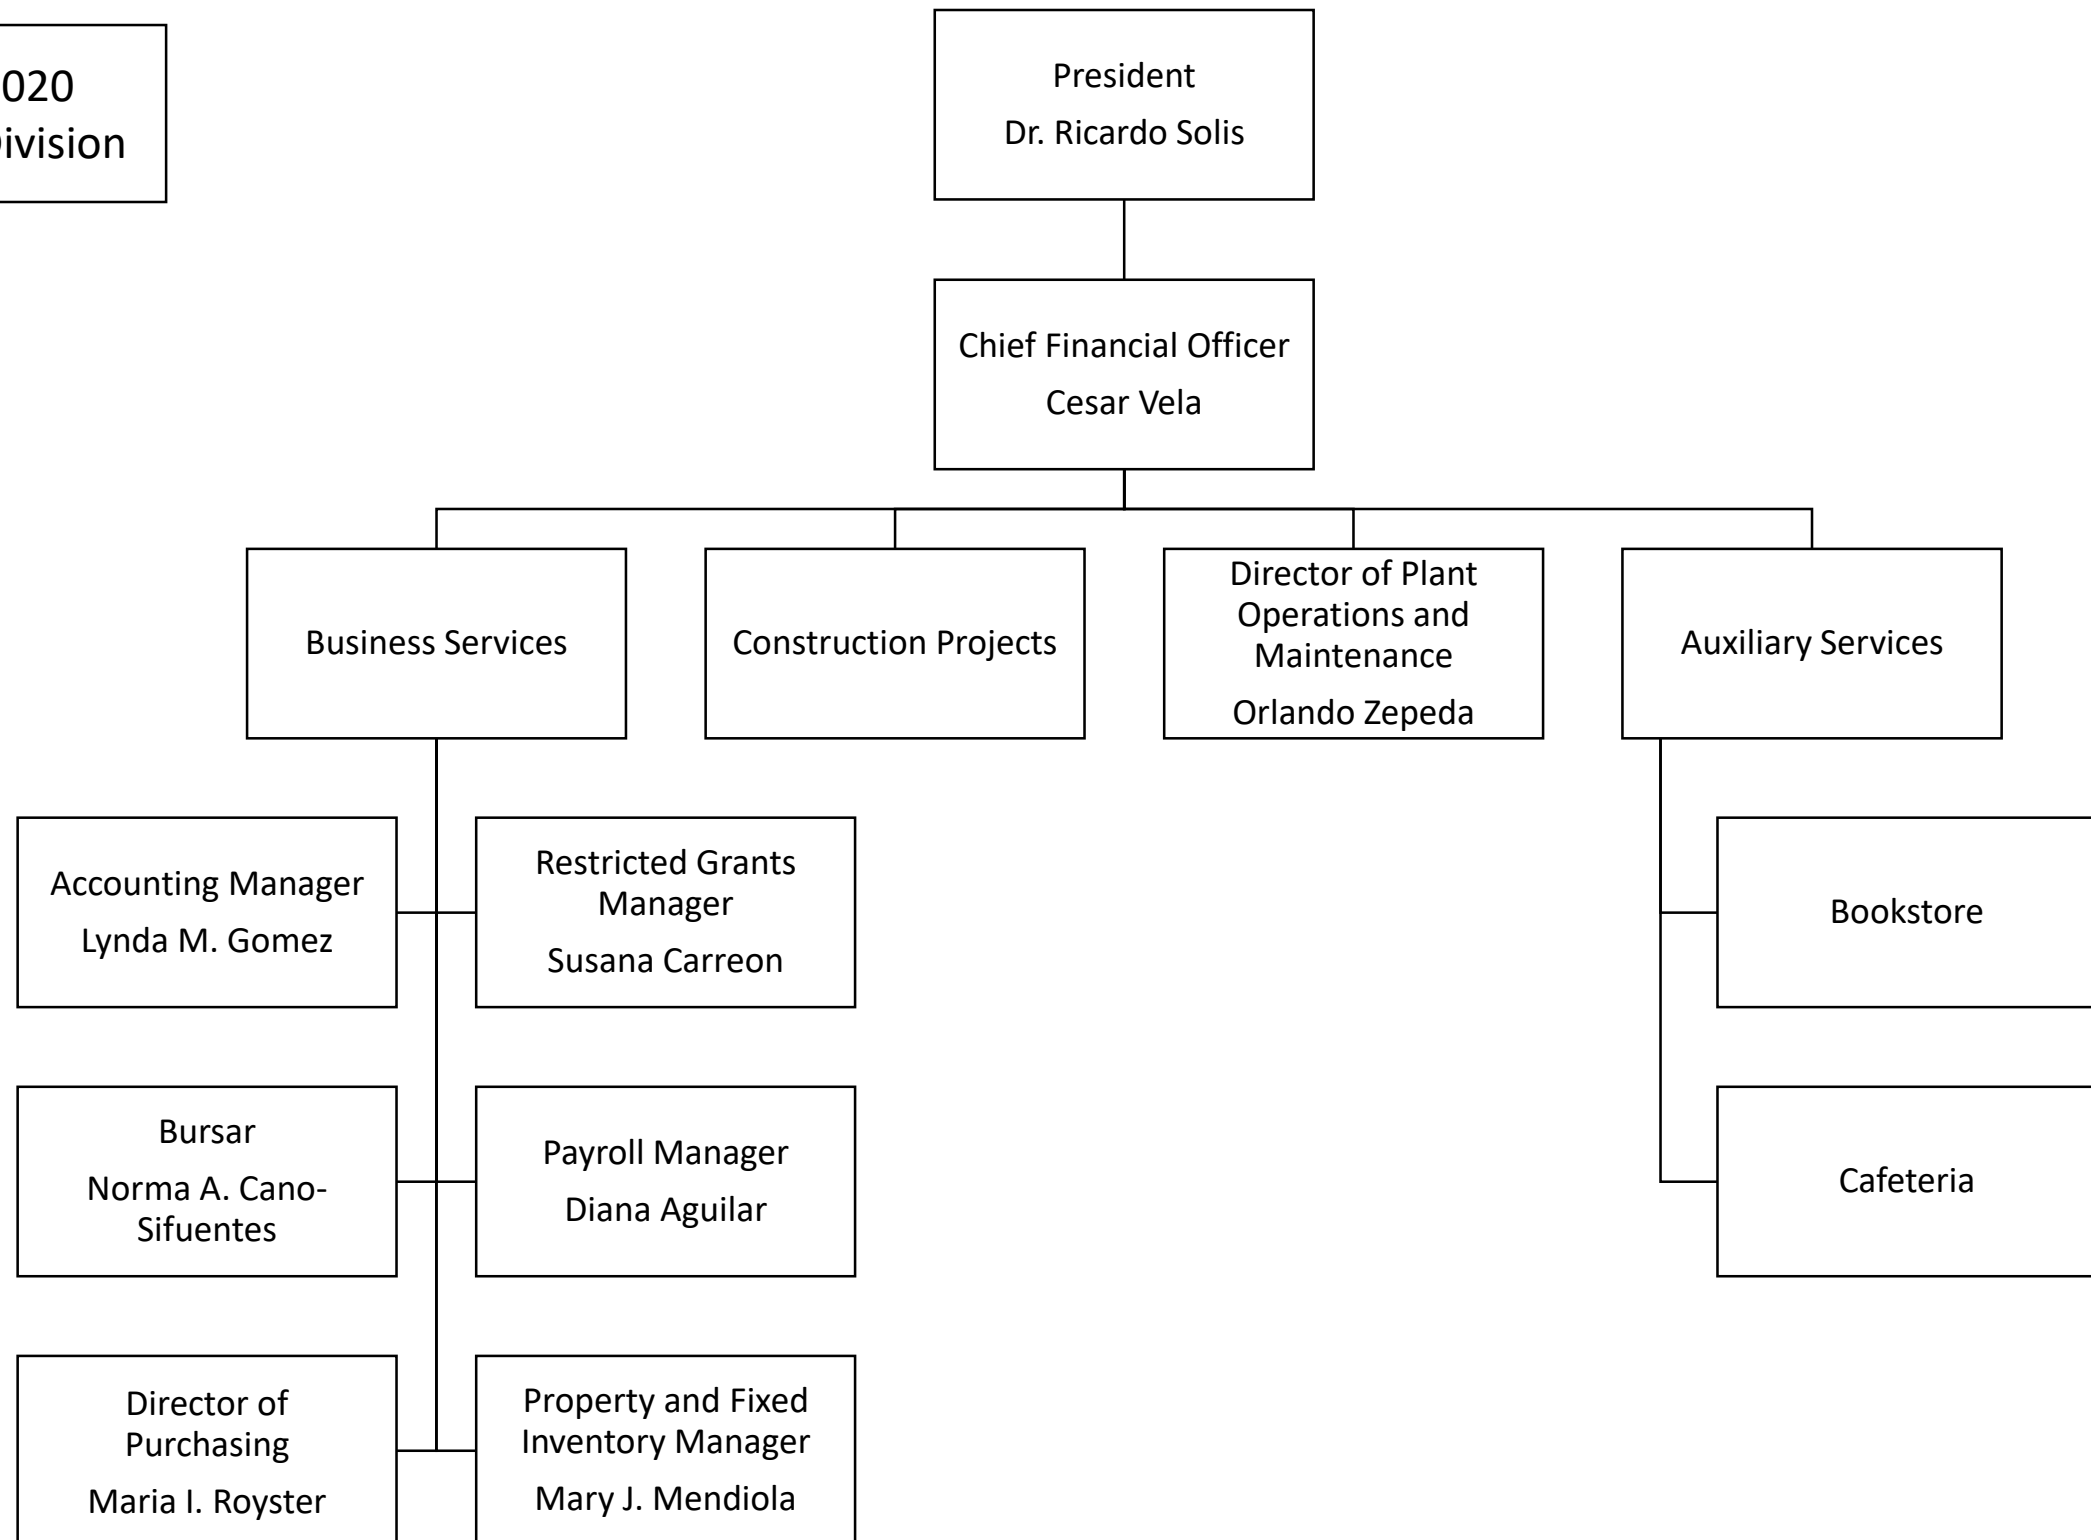 020
ivision
President
Dr. Ricardo Solis
Chief Financial Officer
Cesar Vela
Business Services
Construction Projects
Director of Plant
Operations and
Maintenance
Orlando Zepeda
Auxiliary Services
Accounting Manager
Lynda M. Gomez
Restricted Grants
Manager
Susana Carreon
Bookstore
Bursar
Norma A. Cano-
Sifuentes
Payroll Manager
Diana Aguilar
Cafeteria
Director of
Purchasing
Maria I. Royster
Property and Fixed
Inventory Manager
Mary J. Mendiola